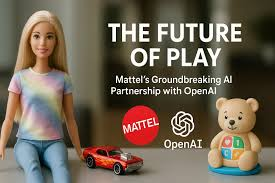 THE FUTURE
OF PLAY
Mattel's Groundbreaking AI
Partnership with OpenAI
MATTEL
OpenAI